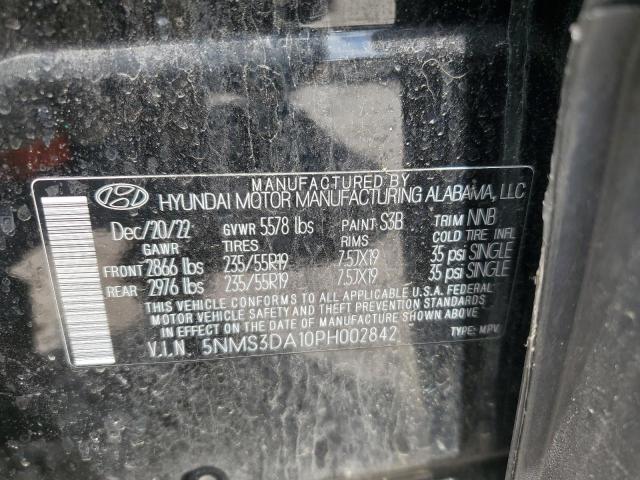 MANUFACTURED BY
HYUNDAI MOTOR MANUFACTURING ALABAMA, LLC
Dec/20/22 GVWR 5578 lbs PAINT S3B TRIM NNB
GAWR TIRES RIMS COLD TIRE INFL
FRONT 2866 lbs 235/55R19 7.5JX19 35 psi SINGLE
REAR 2976 lbs 235/55R19 7.5JX19 35 psi SINGLE
THIS VEHICLE CONFORMS TO ALL APPLICABLE U.S.A. FEDERAL
MOTOR VEHICLE SAFETY AND THEFT PREVENTION STANDARDS
IN EFFECT ON THE DATE OF MANUFACTURE SHOWN ABOVE.
V.I.N 5NMS3DA10PH002842 TYPE: MPV